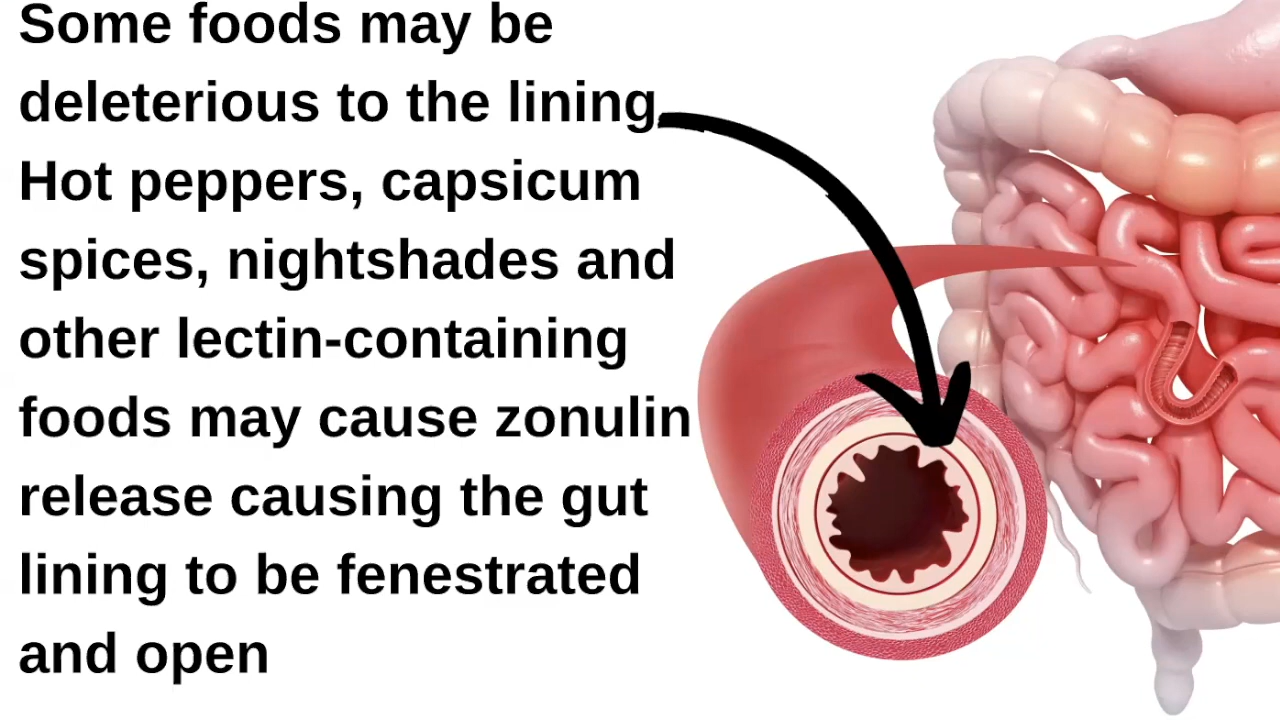 Some foods may be
deleterious to the lining.
Hot peppers, capsicum
spices, nightshades and
other lectin-containing
foods may cause zonulin
release causing the gut
lining to be fenestrated
and open